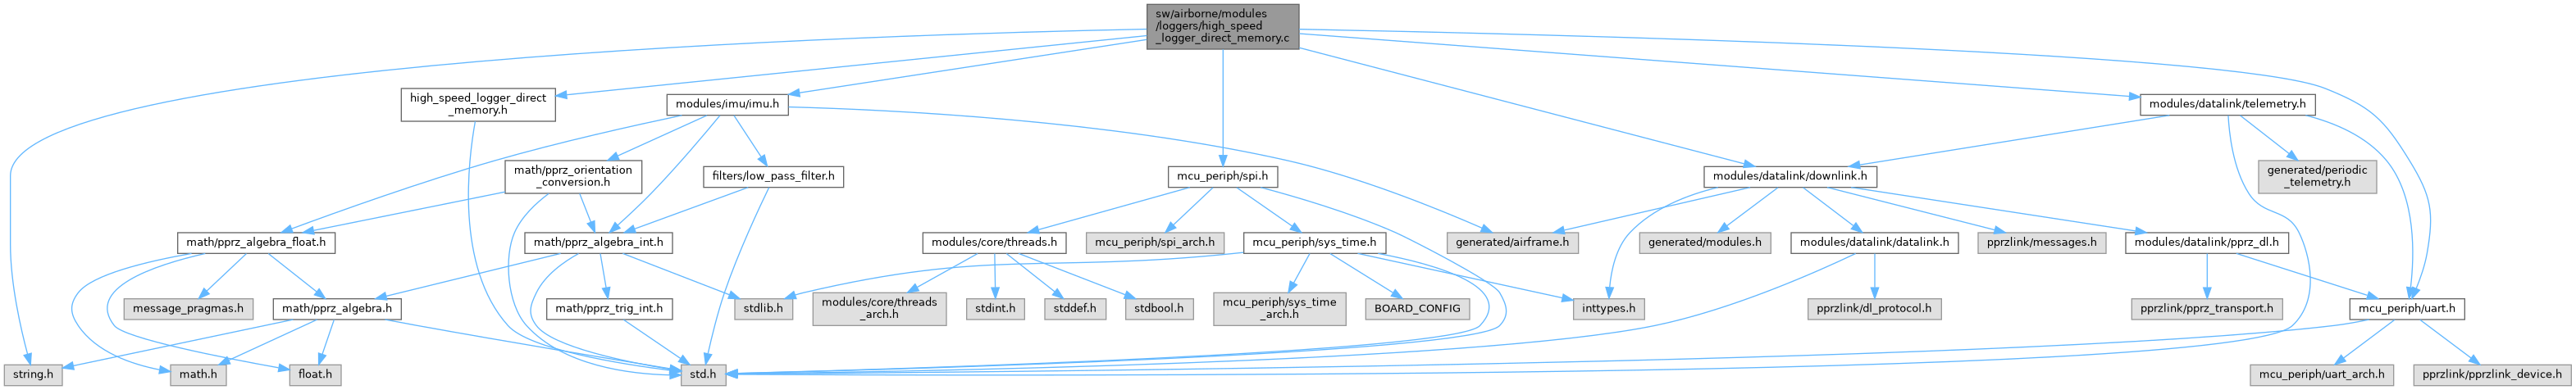 sw/airborne/modules
/loggers/high_speed
_logger_direct_memory.c
high_speed_logger_direct
_memory.h
modules/imu/imu.h
modules/datalink/telemetry.h
math/pprz_orientation
_conversion.h
filters/low_pass_filter.h
mcu_periph/spi.h
modules/datalink/downlink.h
generated/periodic
_telemetry.h
math/pprz_algebra_float.h
math/pprz_algebra_int.h
modules/core/threads.h
mcu_periph/spi_arch.h
mcu_periph/sys_time.h
generated/airframe.h
generated/modules.h
modules/datalink/datalink.h
pprzlink/messages.h
modules/datalink/pprz_dl.h
message_pragmas.h
math/pprz_algebra.h
math/pprz_trig_int.h
stdlib.h
modules/core/threads
_arch.h
stdint.h
stddef.h
stdbool.h
mcu_periph/sys_time
_arch.h
BOARD_CONFIG
inttypes.h
pprzlink/dl_protocol.h
pprzlink/pprz_transport.h
mcu_periph/uart.h
string.h
math.h
float.h
std.h
mcu_periph/uart_arch.h
pprzlink/pprzlink_device.h